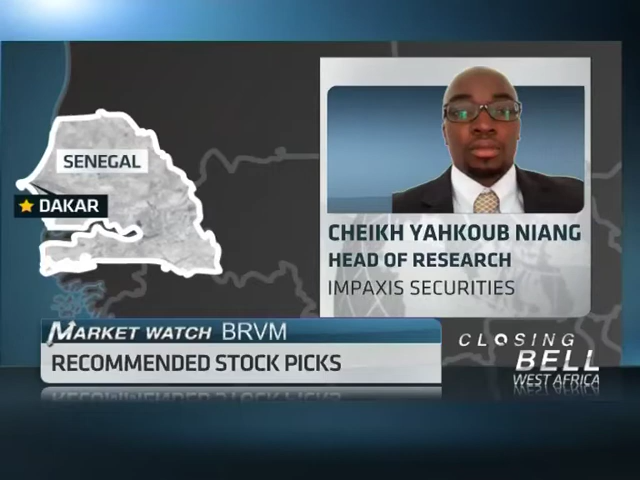 SENEGAL
DAKAR
CHEIKH YAHKOUB NIANG
HEAD OF RESEARCH
IMPAXIS SECURITIES
MARKET WATCH BRVM
RECOMMENDED STOCK PICKS
CLOSING
BELL
WEST AFRICA